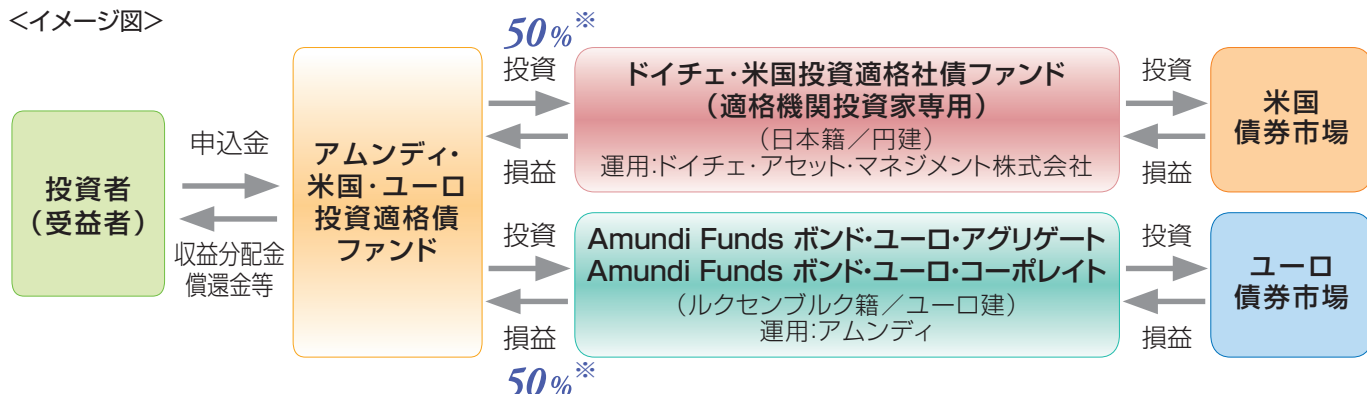 <イメージ図>
投資者
(受益者)
申込金
収益分配金
償還金等
アムンディ・
米国・ユーロ
投資適格債
ファンド
50%※
投資
損益
ドイチェ・米国投資適格社債ファンド
(適格機関投資家専用)
(日本籍/円建)
運用:ドイチェ・アセット・マネジメント株式会社
投資
損益
米国
債券市場
投資
損益
50%※
Amundi Funds ボンド・ユーロ・アグリゲート
Amundi Funds ボンド・ユーロ・コーポレイト
(ルクセンブルク籍/ユーロ建)
運用:アムンディ
投資
損益
ユーロ
債券市場